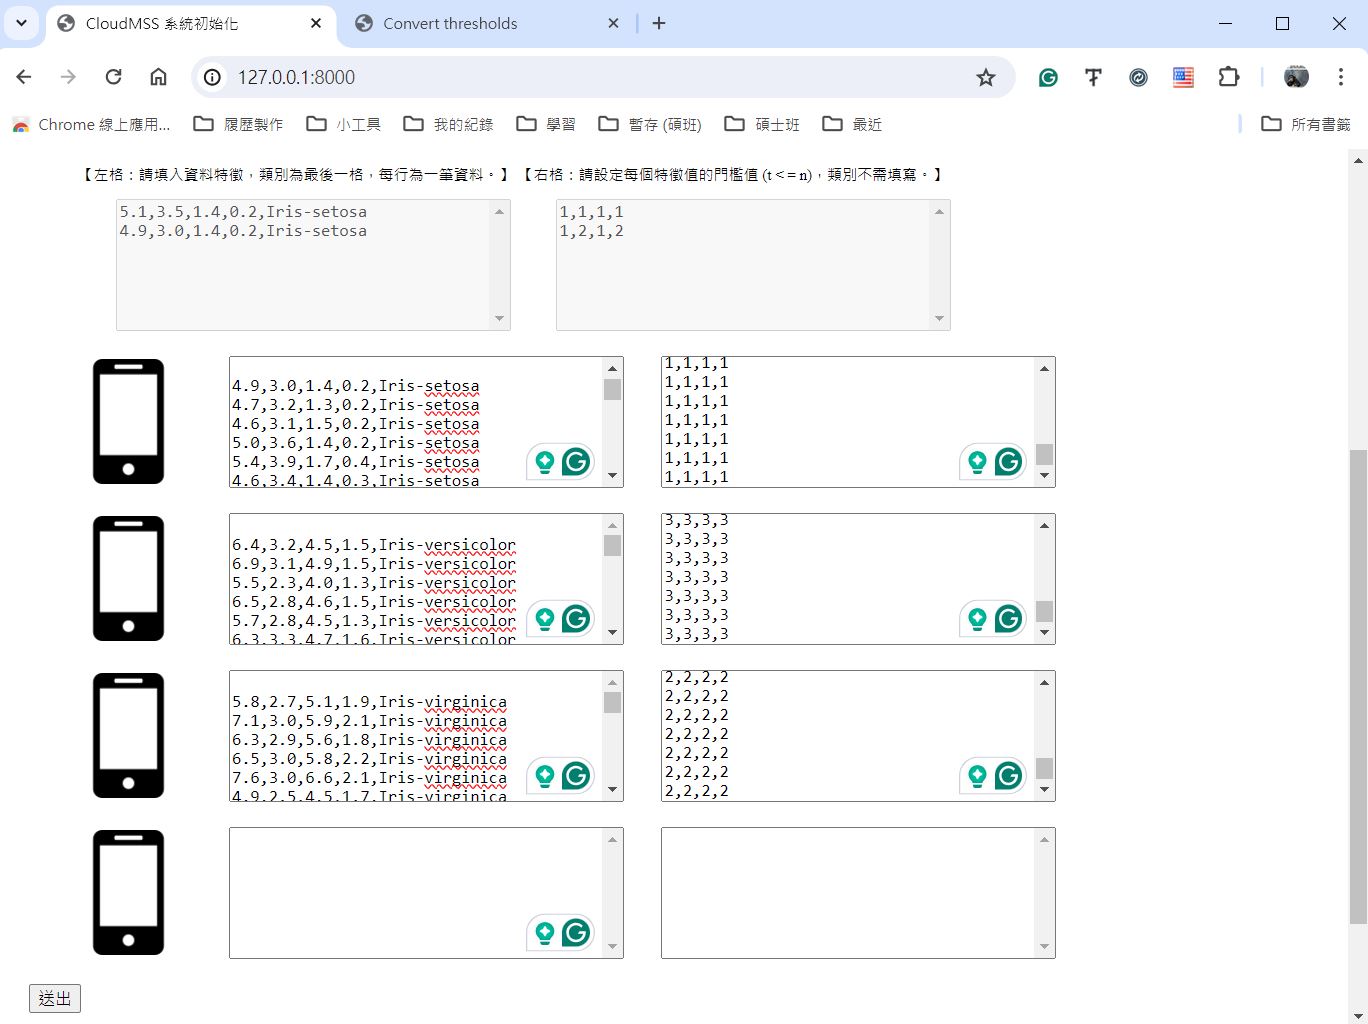 CloudMSS 系統初始化
Convert thresholds
127.0.0.1:8000
Chrome 線上應用...
履歷製作
小工具
我的紀錄
學習
暫存 (碩班)
碩士班
最近
所有書籤
【左格：請填入資料特徵，類別為最後一格，每行為一筆資料。】 【右格：請設定每個特徵值的門檻值 (t < = n)，類別不需填寫。】
5.1,3.5,1.4,0.2,Iris-setosa
4.9,3.0,1.4,0.2,Iris-setosa
1,1,1,1
1,2,1,2
4.9,3.0,1.4,0.2,Iris-setosa
4.7,3.2,1.3,0.2,Iris-setosa
4.6,3.1,1.5,0.2,Iris-setosa
5.0,3.6,1.4,0.2,Iris-setosa
5.4,3.9,1.7,0.4,Iris-setosa
4.6,3.4,1.4,0.3,Iris-setosa
1,1,1,1
1,1,1,1
1,1,1,1
1,1,1,1
1,1,1,1
1,1,1,1
1,1,1,1
6.4,3.2,4.5,1.5,Iris-versicolor
6.9,3.1,4.9,1.5,Iris-versicolor
5.5,2.3,4.0,1.3,Iris-versicolor
6.5,2.8,4.6,1.5,Iris-versicolor
5.7,2.8,4.5,1.3,Iris-versicolor
6.3,3.3,4.7,1.6,Iris-versicolor
3,3,3,3
3,3,3,3
3,3,3,3
3,3,3,3
3,3,3,3
3,3,3,3
3,3,3,3
5.8,2.7,5.1,1.9,Iris-virginica
7.1,3.0,5.9,2.1,Iris-virginica
6.3,2.9,5.6,1.8,Iris-virginica
6.5,3.0,5.8,2.2,Iris-virginica
7.6,3.0,6.6,2.1,Iris-virginica
4.9,2.5,4.5,1.7,Iris-virginica
2,2,2,2
2,2,2,2
2,2,2,2
2,2,2,2
2,2,2,2
2,2,2,2
2,2,2,2
送出